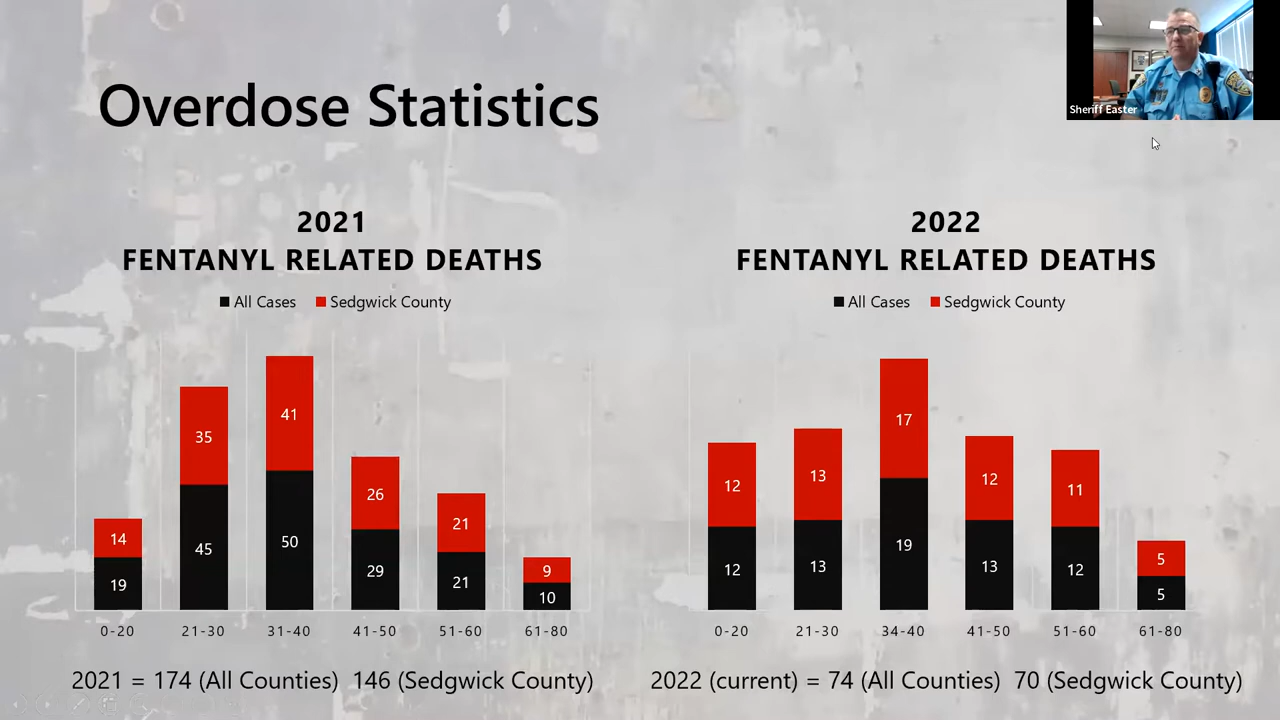 Sheriff Easter
Overdose Statistics
2021
FENTANYL RELATED DEATHS
All Cases Sedgwick County
41
35
26
21
14
9
50
45
29
21
19
10
0-20 21-30 31-40 41-50 51-60 61-80
2021 = 174 (All Counties) 146 (Sedgwick County)
2022
FENTANYL RELATED DEATHS
All Cases Sedgwick County
17
12 13 12 11 5
12 13 19 13 12 5
0-20 21-30 34-40 41-50 51-60 61-80
2022 (current) = 74 (All Counties) 70 (Sedgwick County)